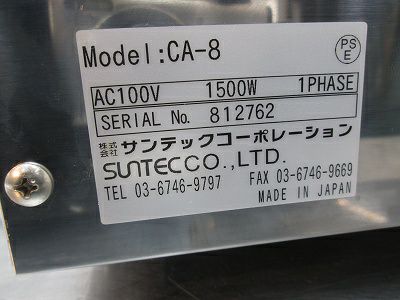 Model:CA-8
PS
E
AC100V 1500W 1PHASE
SERIAL No. 812762
株式会社 サンテックコーポレーション
SUNTEC CO.,LTD.
TEL 03-6746-9797 FAX 03-6746-9669
MADE IN JAPAN